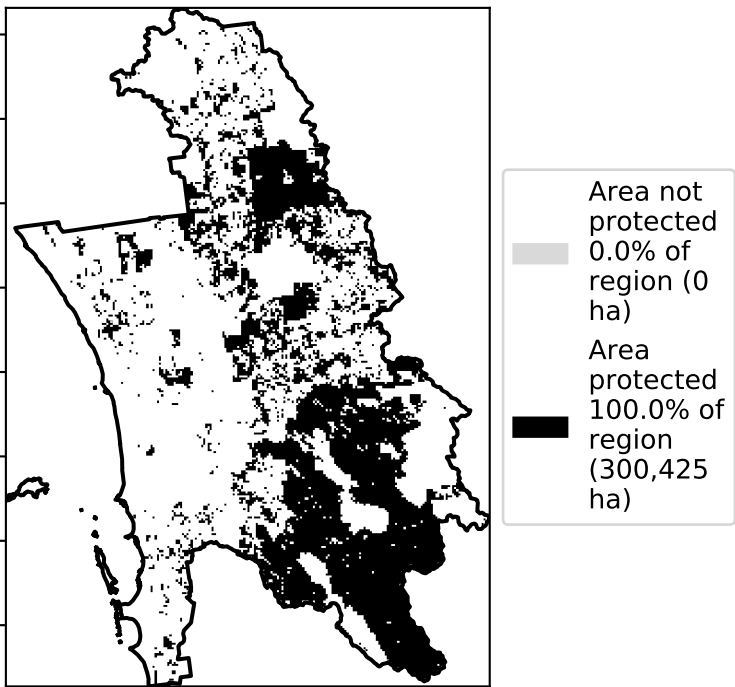 Area not
protected
0.0% of
region (0
ha)
Area
protected
100.0% of
region
(300,425
ha)